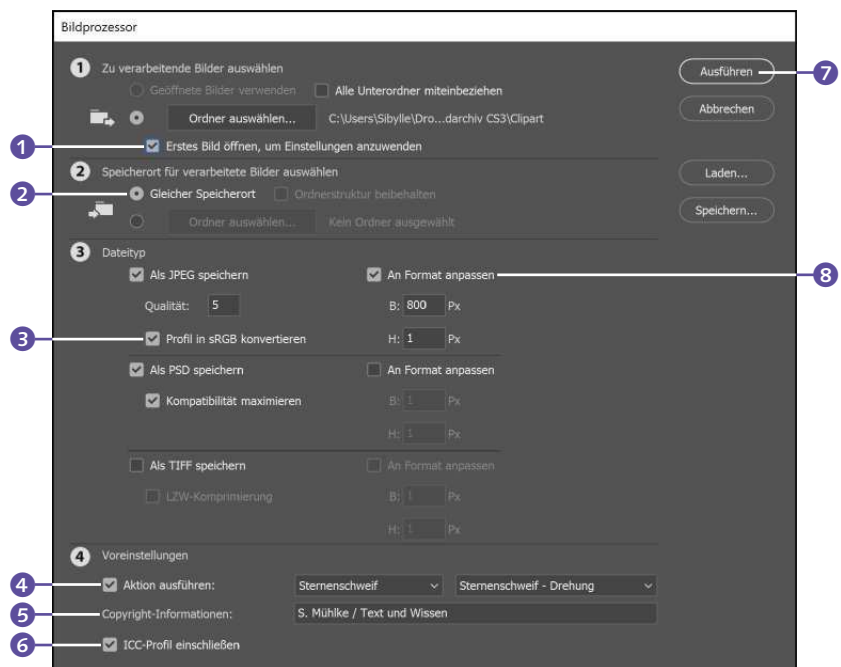 Bildprozessor
1 Zu verarbeitende Bilder auswählen
Geöffnete Bilder verwenden Alle Unterordner miteinbeziehen
Ordner auswählen... C:\Users\Sibylle\Dro...darchiv CS3\Clipart
1 Erstes Bild öffnen, um Einstellungen anzuwenden
Ausführen 7
Abbrechen
2 Speicherort für verarbeitete Bilder auswählen
2 Gleicher Speicherort Ordnerstruktur beibehalten
Ordner auswählen... Kein Ordner ausgewählt
Laden...
Speichern...
3 Dateityp
Als JPEG speichern An Format anpassen 8
Qualität: 5 B: 800 Px
3 Profil in sRGB konvertieren H: 1 Px
Als PSD speichern An Format anpassen
Kompatibilität maximieren B: 1 Px
H: 1 Px
Als TIFF speichern An Format anpassen
LZW-Komprimierung B: 1 Px
H: 1 Px
4 Voreinstellungen
4 Aktion ausführen: Sternenschweif Sternenschweif - Drehung
5 Copyright-Informationen: S. Mühlke / Text und Wissen
6 ICC-Profil einschließen